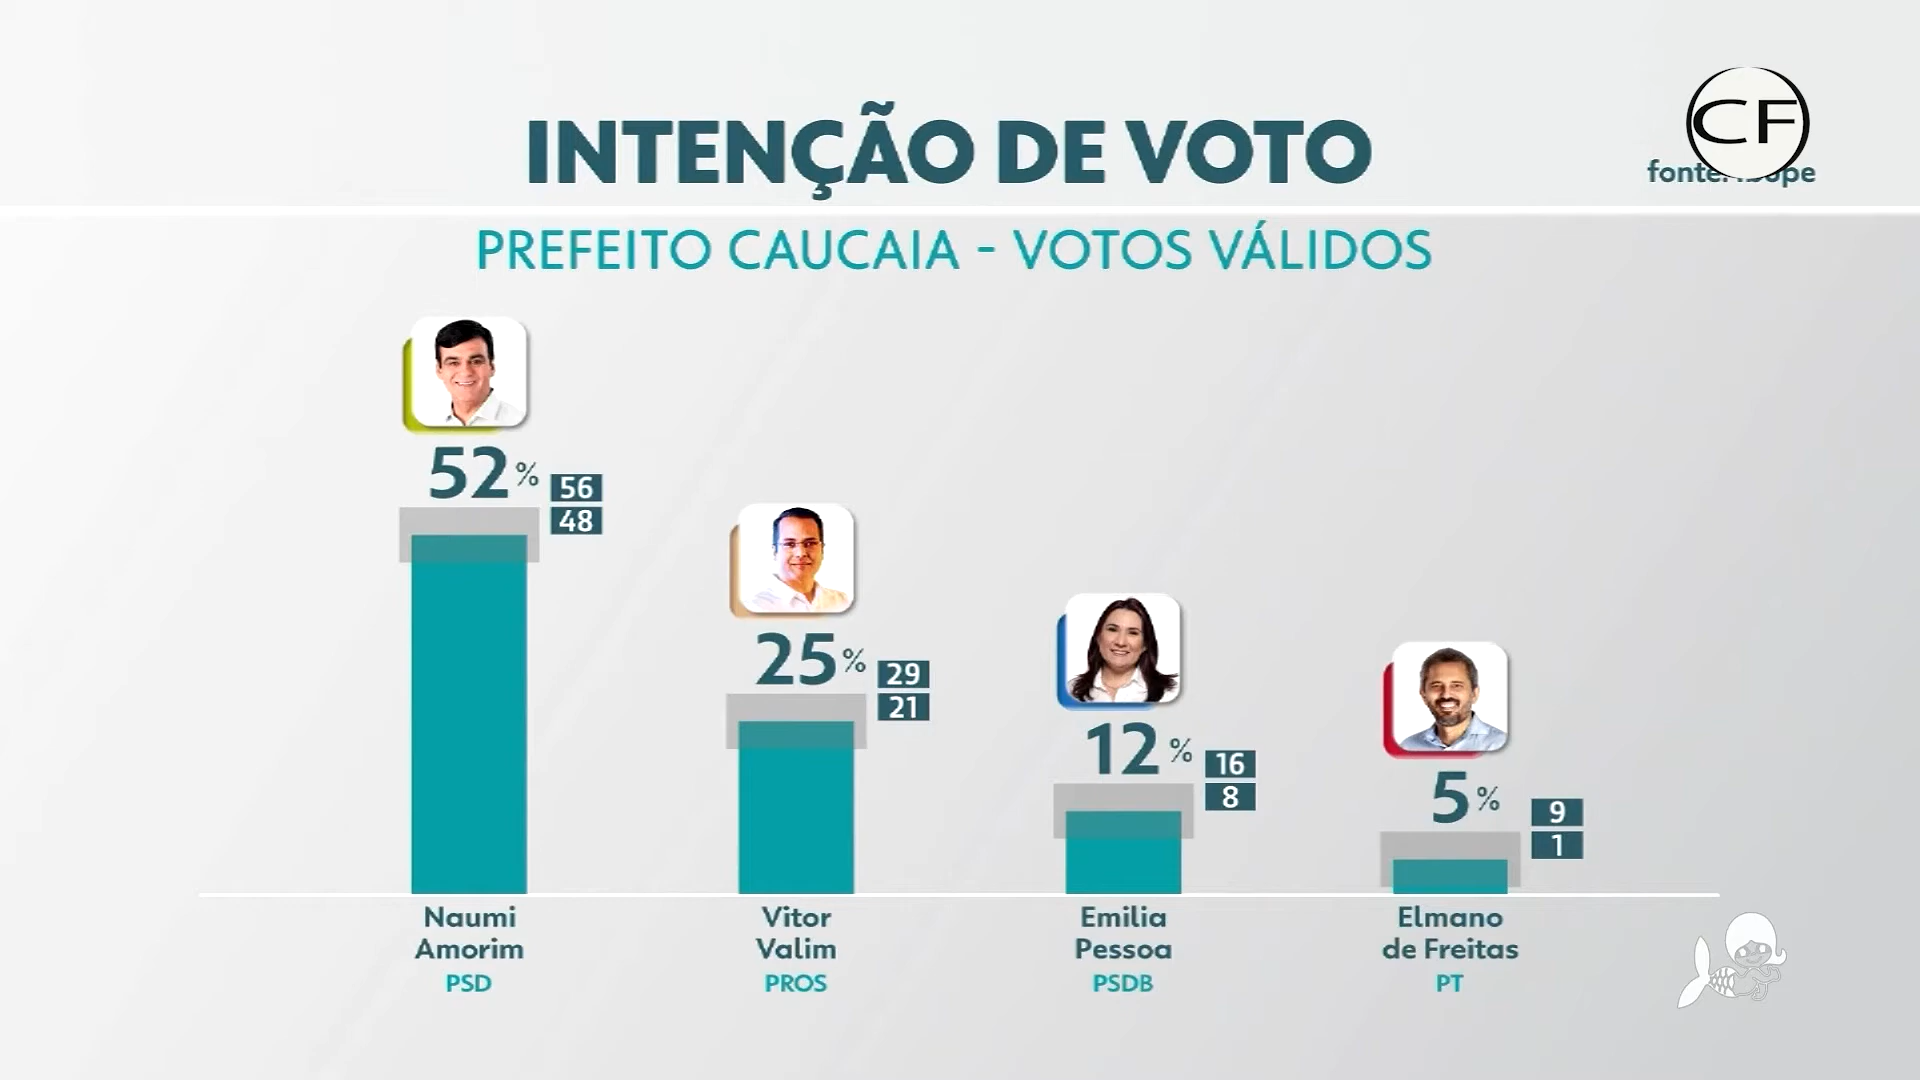 INTENÇÃO DE VOTO
CF
PREFEITO CAUCAIA - VOTOS VÁLIDOS
52%
56
48
25%
29
21
12%
16
8
5%
9
1
Naumi
Amorim
PSD
Vitor
Valim
PROS
Emilia
Pessoa
PSDB
Elmano
de Freitas
PT